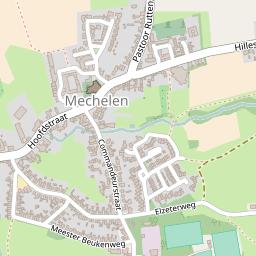 Pastoor Rutten
Hilles
Mechelen
Hoofdstraat
Commandeurstraat
Elzeterweg
Meester Beukenweg